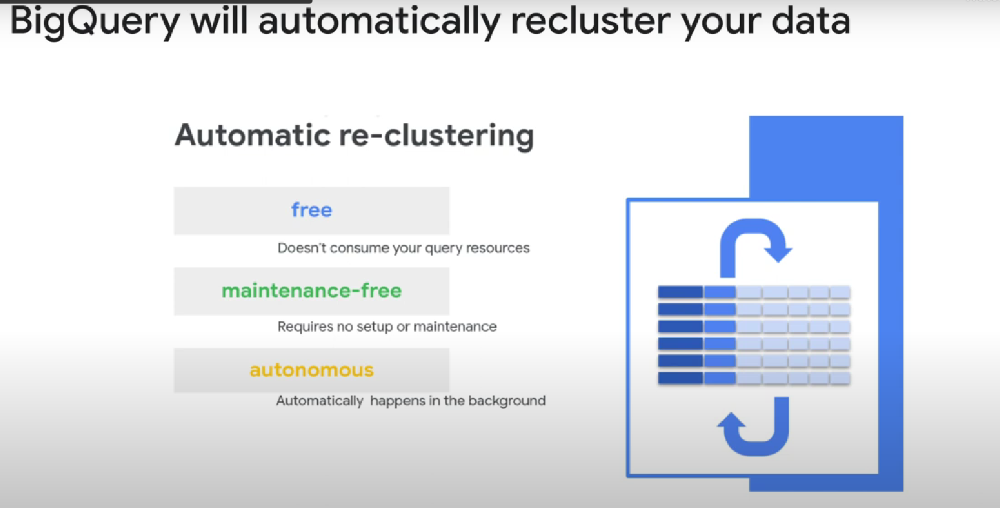 BigQuery will automatically recluster your data
Automatic re-clustering
free
Doesn't consume your query resources
maintenance-free
Requires no setup or maintenance
autonomous
Automatically happens in the background